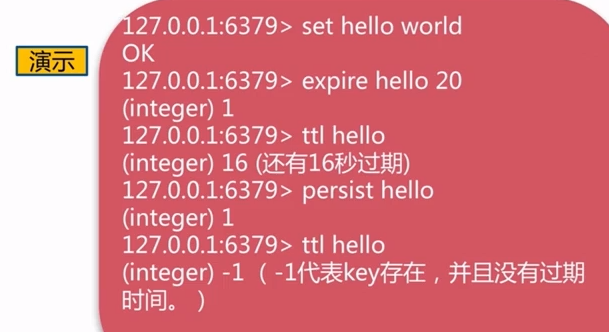 演示
127.0.0.1:6379> set hello world
OK
127.0.0.1:6379> expire hello 20
(integer) 1
127.0.0.1:6379> ttl hello
(integer) 16 (还有16秒过期)
127.0.0.1:6379> persist hello
(integer) 1
127.0.0.1:6379> ttl hello
(integer) -1 （ -1代表key存在，并且没有过期
时间。）